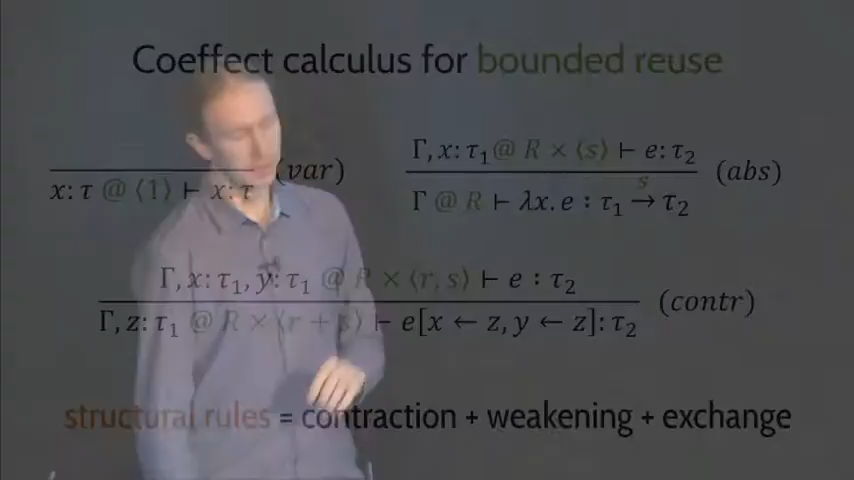 Coeffect calculus for bounded reuse
x: τ @ ⟨1⟩ ⊢ x: τ (var)
Γ, x: τ₁ @ R × ⟨s⟩ ⊢ e: τ₂
Γ @ R ⊢ λx. e : τ₁ →ˢ τ₂ (abs)
Γ, x: τ₁, y: τ₁ @ R × ⟨r, s⟩ ⊢ e : τ₂
Γ, z: τ₁ @ R × ⟨r + s⟩ ⊢ e[x ← z, y ← z]: τ₂ (contr)
structural rules = contraction + weakening + exchange